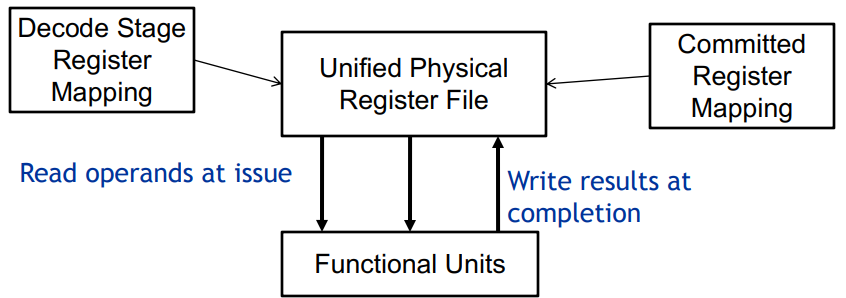 Decode Stage
Register
Mapping
Unified Physical
Register File
Committed
Register
Mapping
Read operands at issue
Write results at
completion
Functional Units